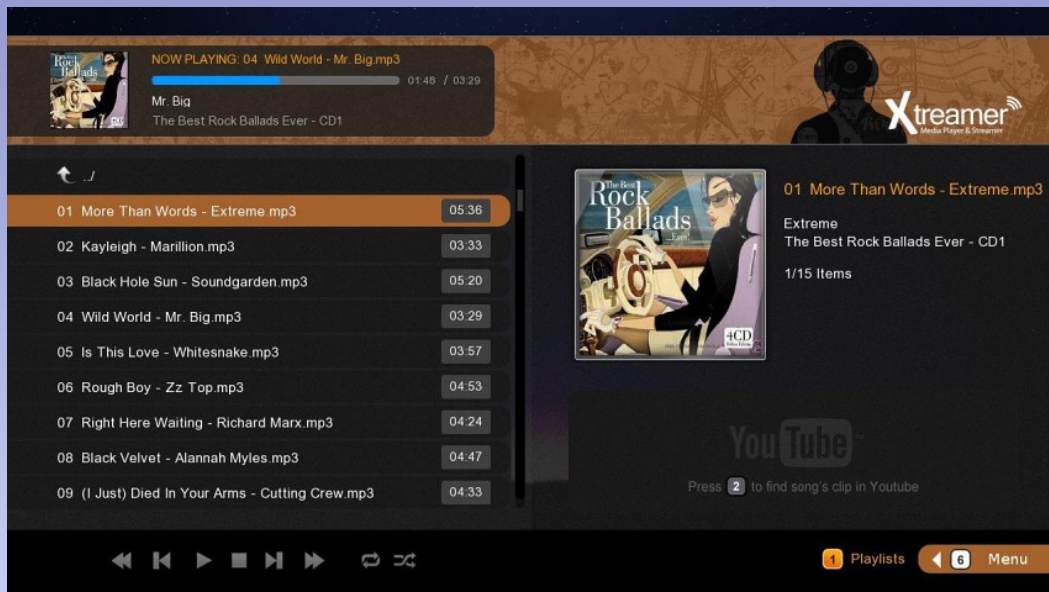 The Best
Rock
Ballads
NOW PLAYING: 04 Wild World - Mr. Big.mp3
01:48 / 03:29
Mr. Big
The Best Rock Ballads Ever - CD1
Xtreamer
Media Player & Streamer
../
01 More Than Words - Extreme.mp3 05:36
02 Kayleigh - Marillion.mp3 03:33
03 Black Hole Sun - Soundgarden.mp3 05:20
04 Wild World - Mr. Big.mp3 03:29
05 Is This Love - Whitesnake.mp3 03:57
06 Rough Boy - Zz Top.mp3 04:53
07 Right Here Waiting - Richard Marx.mp3 04:24
08 Black Velvet - Alannah Myles.mp3 04:47
09 (I Just) Died In Your Arms - Cutting Crew.mp3 04:33
The Best
Rock
Ballads
...Ever!
4CD
Deluxe Edition
01 More Than Words - Extreme.mp3
Extreme
The Best Rock Ballads Ever - CD1
1/15 Items
YouTube
Press 2 to find song's clip in Youtube
1 Playlists
6 Menu